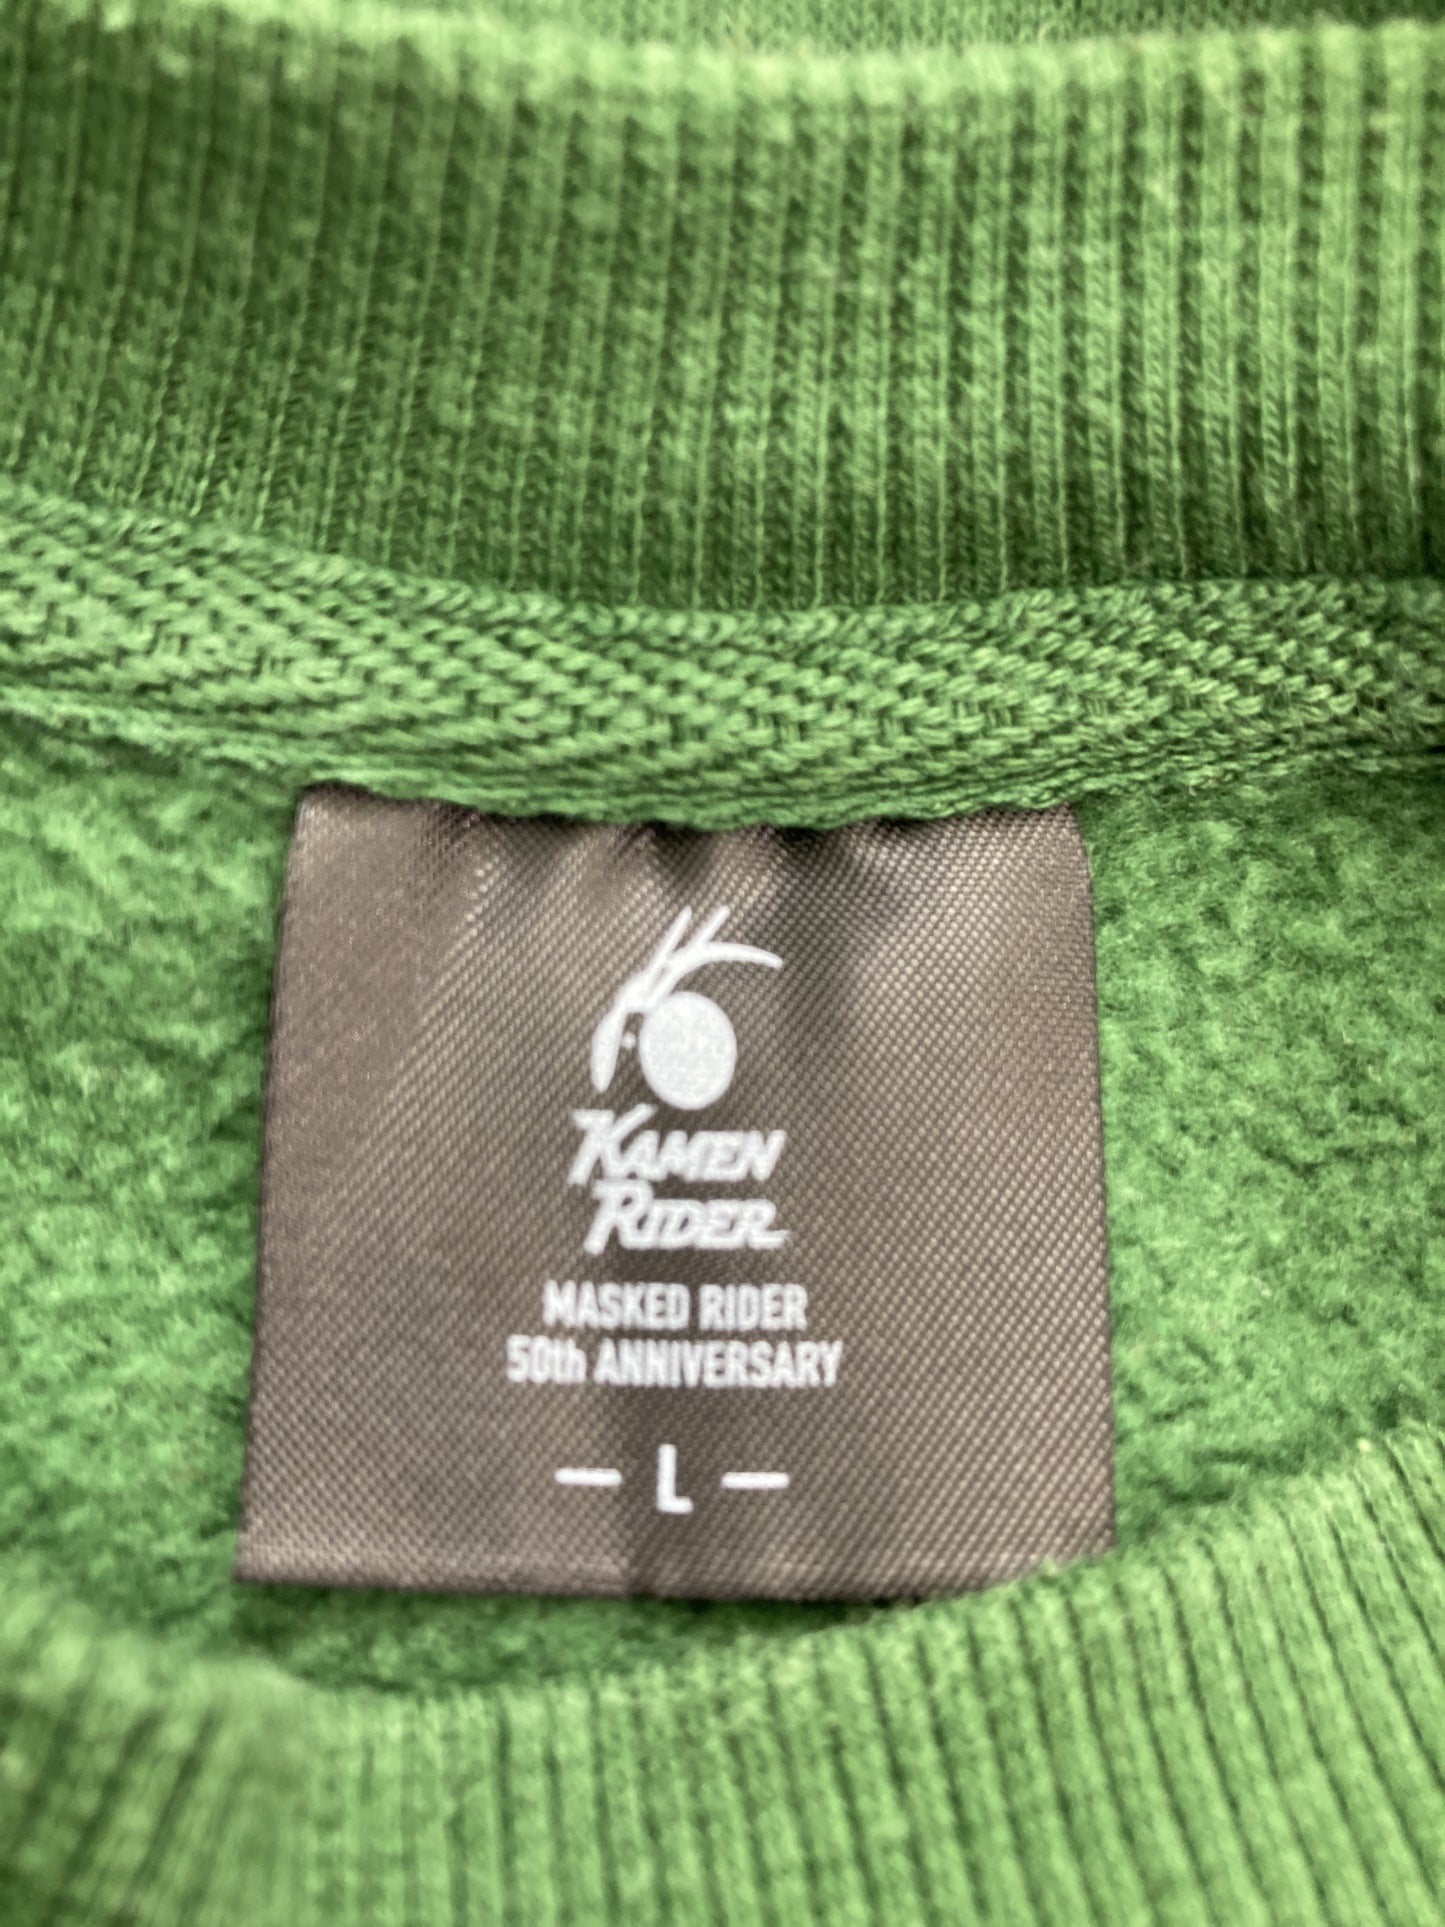 KAMEN
RIDER
MASKED RIDER
50th ANNIVERSARY
— L —